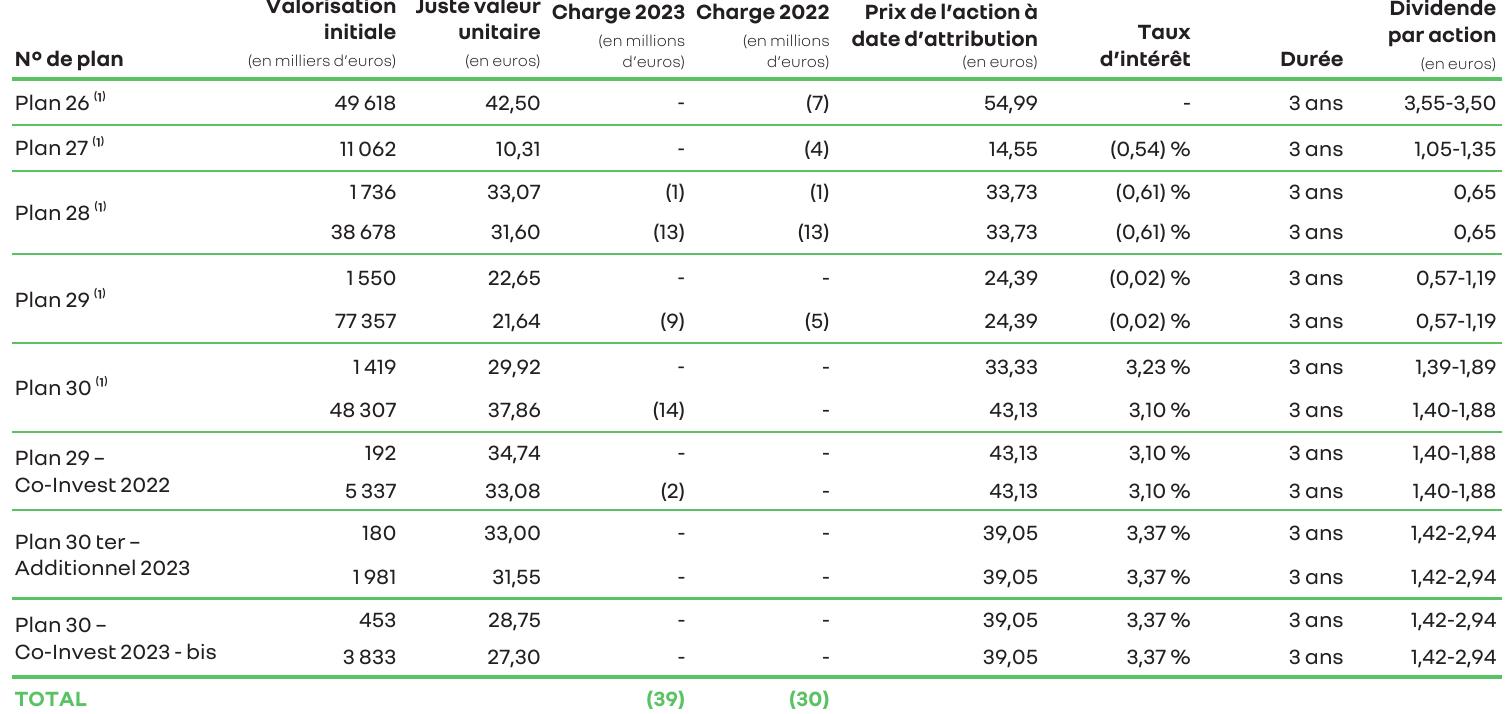 Valorisation initiale (en milliers d'euros)
Juste valeur unitaire (en euros)
Charge 2023 (en millions d'euros)
Charge 2022 (en millions d'euros)
Prix de l'action à date d'attribution (en euros)
Taux d'intérêt
Durée
Dividende par action (en euros)
Nº de plan
Plan 26 (1) 49 618 42,50 - (7) 54,99 - 3 ans 3,55-3,50
Plan 27 (1) 11 062 10,31 - (4) 14,55 (0,54) % 3 ans 1,05-1,35
Plan 28 (1)
1 736 33,07 (1) (1) 33,73 (0,61) % 3 ans 0,65
38 678 31,60 (13) (13) 33,73 (0,61) % 3 ans 0,65
Plan 29 (1)
1 550 22,65 - - 24,39 (0,02) % 3 ans 0,57-1,19
77 357 21,64 (9) (5) 24,39 (0,02) % 3 ans 0,57-1,19
Plan 30 (1)
1 419 29,92 - - 33,33 3,23 % 3 ans 1,39-1,89
48 307 37,86 (14) - 43,13 3,10 % 3 ans 1,40-1,88
Plan 29 –
Co-Invest 2022
192 34,74 - - 43,13 3,10 % 3 ans 1,40-1,88
5 337 33,08 (2) - 43,13 3,10 % 3 ans 1,40-1,88
Plan 30 ter –
Additionnel 2023
180 33,00 - - 39,05 3,37 % 3 ans 1,42-2,94
1 981 31,55 - - 39,05 3,37 % 3 ans 1,42-2,94
Plan 30 –
Co-Invest 2023 - bis
453 28,75 - - 39,05 3,37 % 3 ans 1,42-2,94
3 833 27,30 - - 39,05 3,37 % 3 ans 1,42-2,94
TOTAL (39) (30)